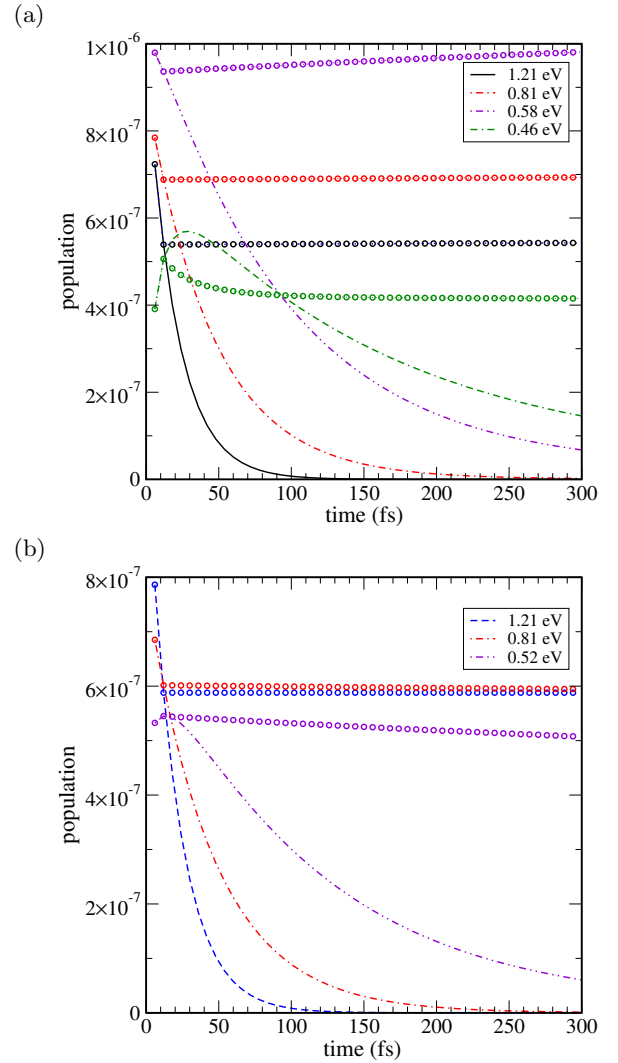 (a)
1×10⁻⁶
8×10⁻⁷
6×10⁻⁷
4×10⁻⁷
2×10⁻⁷
0
population
1.21 eV
0.81 eV
0.58 eV
0.46 eV
0 50 100 150 200 250 300
time (fs)
(b)
8×10⁻⁷
6×10⁻⁷
4×10⁻⁷
2×10⁻⁷
0
population
1.21 eV
0.81 eV
0.52 eV
0 50 100 150 200 250 300
time (fs)